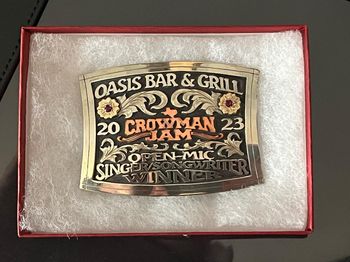 OASIS BAR & GRILL
20 CROWMAN 23
JAM
OPEN-MIC
SINGER/SONGWRITER
WINNER